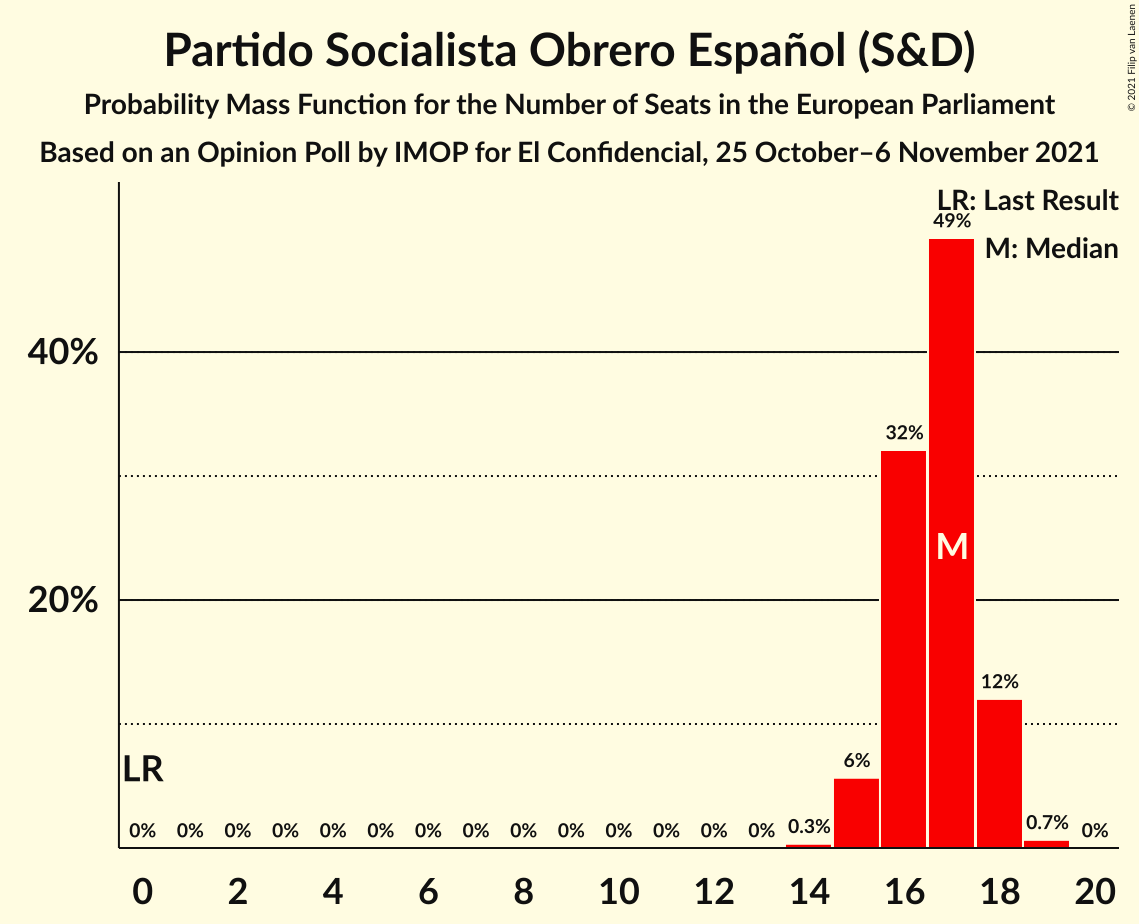 Partido Socialista Obrero Español (S&D)
Probability Mass Function for the Number of Seats in the European Parliament
Based on an Opinion Poll by IMOP for El Confidencial, 25 October–6 November 2021
© 2021 Filip van Laenen
LR: Last Result
49%
M: Median
40%
32%
M
20%
12%
LR
6%
0% 0% 0% 0% 0% 0% 0% 0% 0% 0% 0% 0% 0% 0% 0.3% 0.7% 0%
0 2 4 6 8 10 12 14 16 18 20